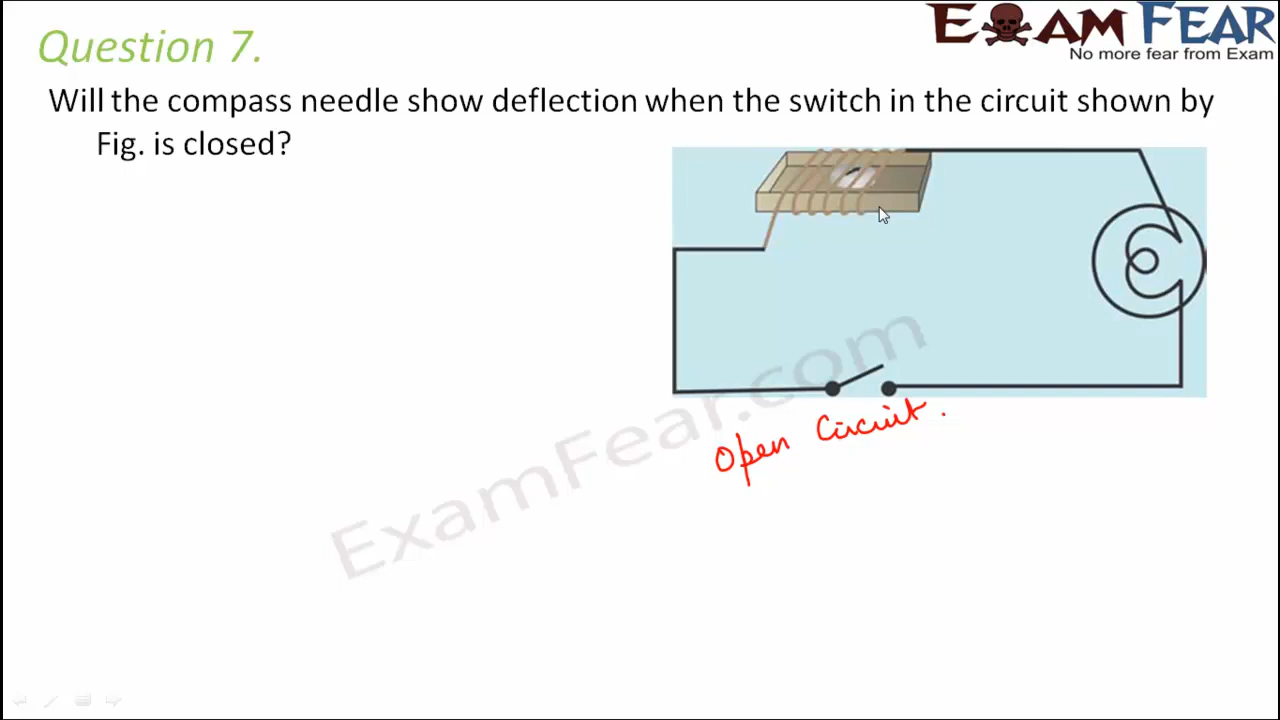 EXAM FEAR
No more fear from Exam
Question 7.
Will the compass needle show deflection when the switch in the circuit shown by
Fig. is closed?
Open Circuit.
ExamFear.com